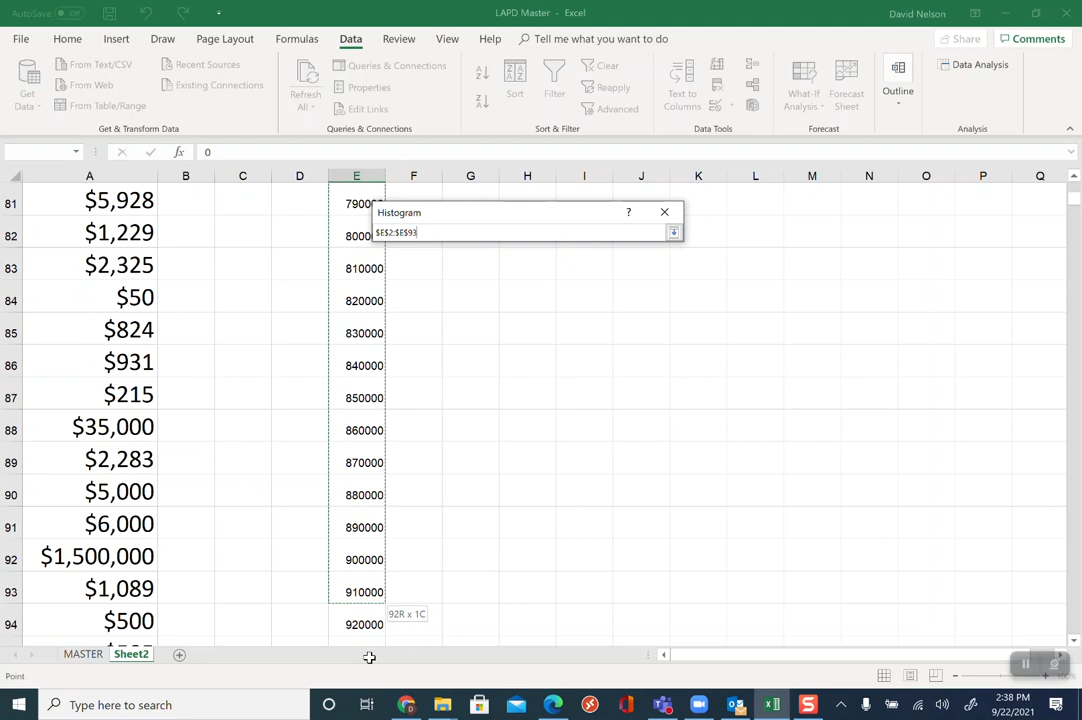 AutoSave Off
LAPD Master - Excel
David Nelson
File Home Insert Draw Page Layout Formulas Data Review View Help Tell me what you want to do
Share Comments
Get Data
From Text/CSV
From Web
From Table/Range
Recent Sources
Existing Connections
Get & Transform Data
Refresh All
Queries & Connections
Properties
Edit Links
Queries & Connections
Sort
Filter
Clear
Reapply
Advanced
Sort & Filter
Text to Columns
Data Tools
What-If Analysis
Forecast Sheet
Forecast
Outline
Data Analysis
Analysis
fx 0
A B C D E F G H I J K L M N O P Q
81 $5,928 79000
82 $1,229 8000
83 $2,325 810000
84 $50 820000
85 $824 830000
86 $931 840000
87 $215 850000
88 $35,000 860000
89 $2,283 870000
90 $5,000 880000
91 $6,000 890000
92 $1,500,000 900000
93 $1,089 910000
94 $500 920000
Histogram ?
$E$2:$E$93
92R x 1C
MASTER Sheet2
Point
Type here to search
2:38 PM
9/22/2021